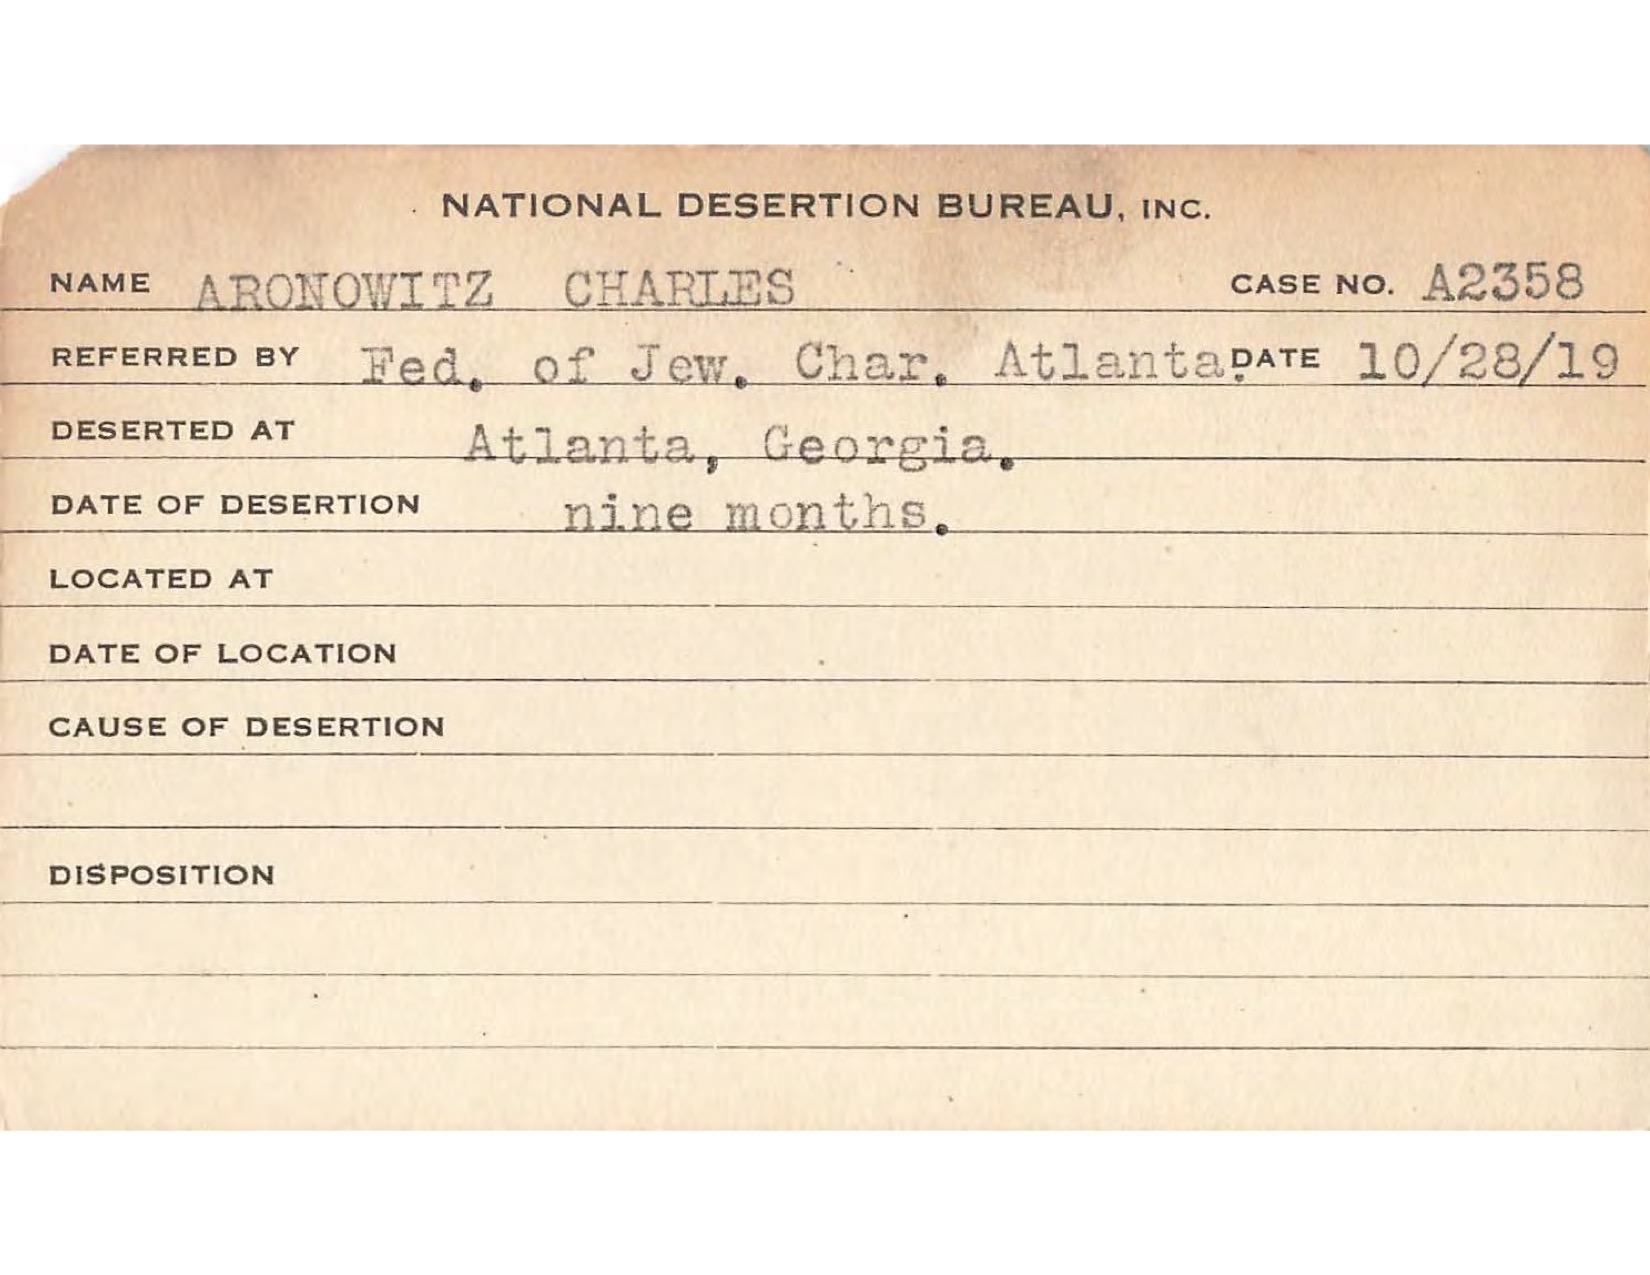 NATIONAL DESERTION BUREAU, INC.
NAME ARONOWITZ CHARLES CASE NO. A2358
REFERRED BY Fed. of Jew. Char. Atlanta. DATE 10/28/19
DESERTED AT Atlanta, Georgia.
DATE OF DESERTION nine months.
LOCATED AT
DATE OF LOCATION
CAUSE OF DESERTION
DISPOSITION